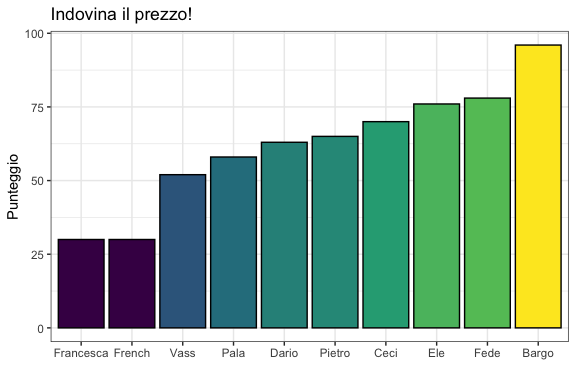 Indovina il prezzo!
Punteggio
100
75
50
25
0
Francesca French Vass Pala Dario Pietro Ceci Ele Fede Bargo